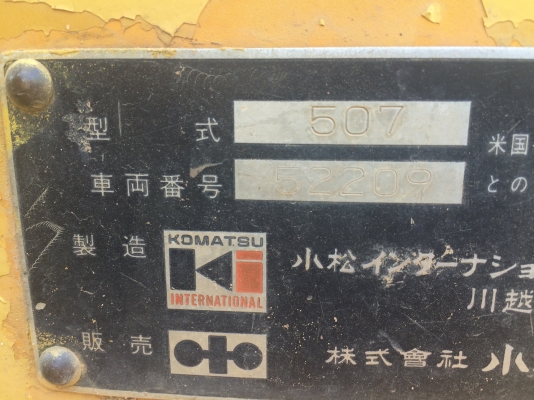 型式 507 米国
車両番号 52209 との
製造 KOMATSU INTERNATIONAL 小松インターナショ
川越
販売 株式會社 小